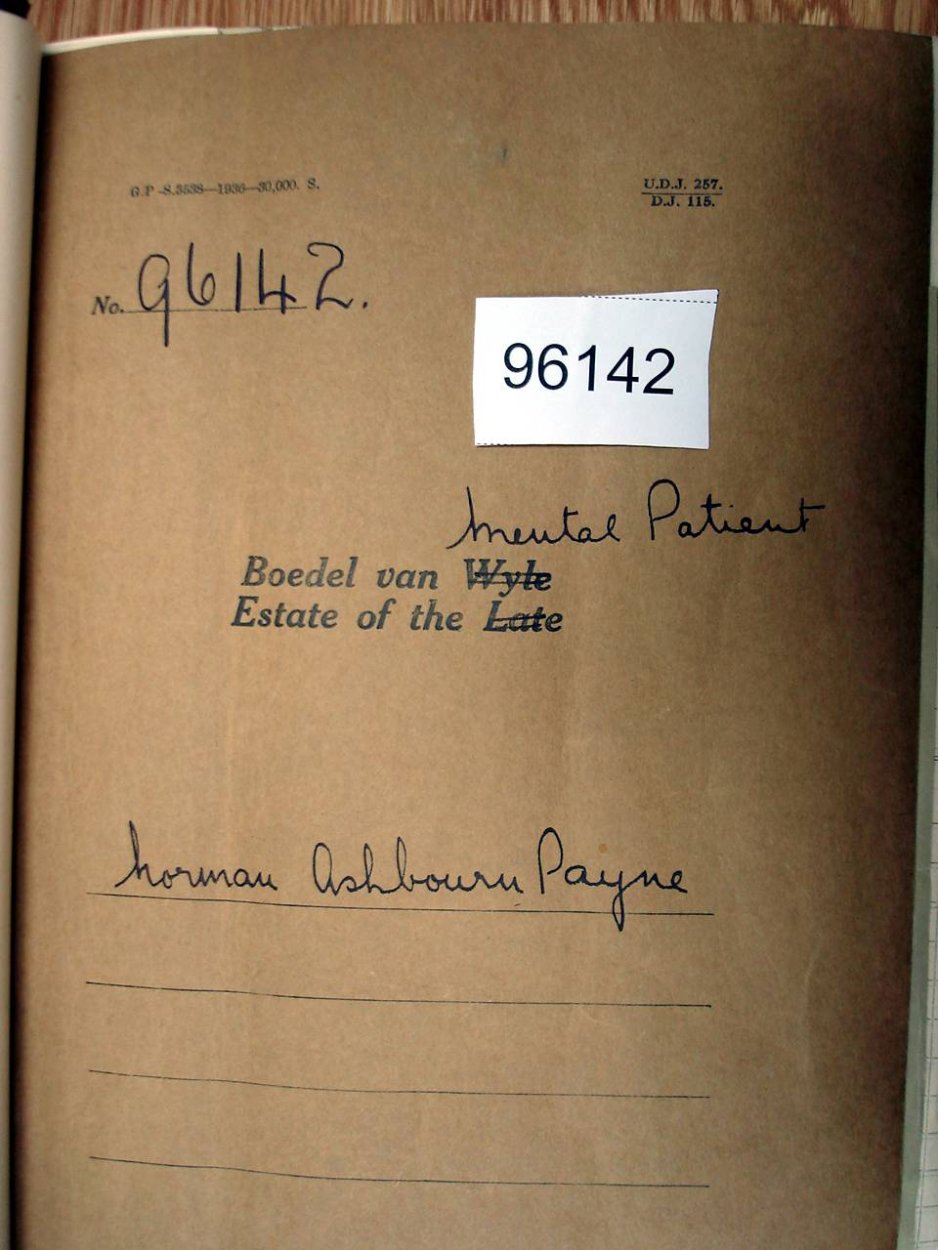 G.P.-S.3538—1936—30,000. S.
U.D.J. 257.
D.J. 115.
No. 96142.
96142
Mental Patient
Boedel van Wyle
Estate of the Late
Norman Ashbourn Payne